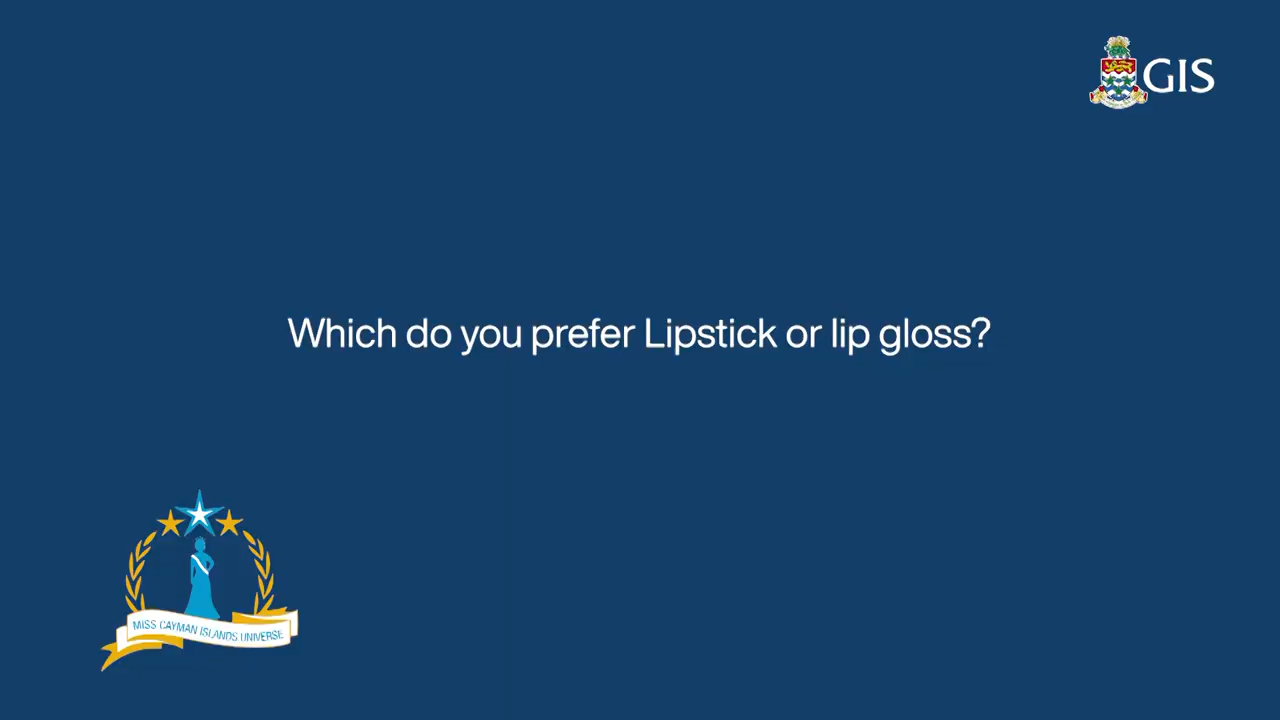 GIS
Which do you prefer Lipstick or lip gloss?
MISS CAYMAN ISLANDS UNIVERSE